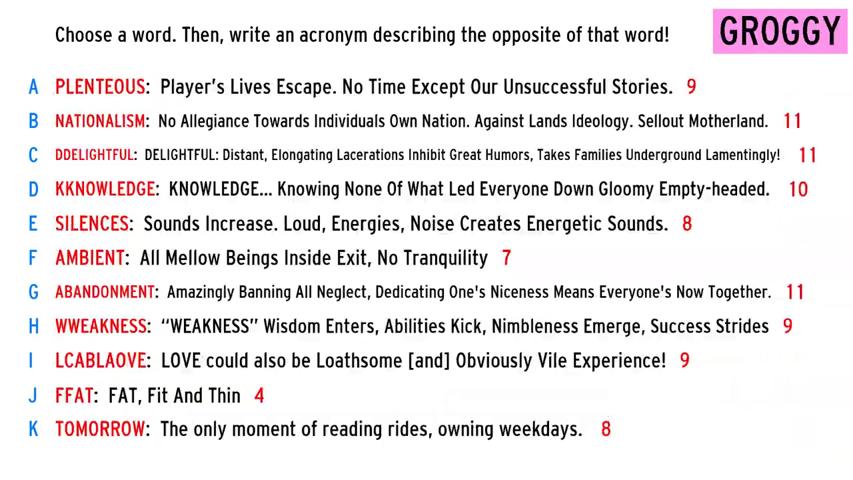 Choose a word. Then, write an acronym describing the opposite of that word!
GROGGY
A PLENTEOUS: Player's Lives Escape. No Time Except Our Unsuccessful Stories. 9
B NATIONALISM: No Allegiance Towards Individuals Own Nation. Against Lands Ideology. Sellout Motherland. 11
C DDELIGHTFUL: DELIGHTFUL: Distant, Elongating Lacerations Inhibit Great Humors, Takes Families Underground Lamentingly! 11
D KKNOWLEDGE: KNOWLEDGE... Knowing None Of What Led Everyone Down Gloomy Empty-headed. 10
E SILENCES: Sounds Increase. Loud, Energies, Noise Creates Energetic Sounds. 8
F AMBIENT: All Mellow Beings Inside Exit, No Tranquility 7
G ABANDONMENT: Amazingly Banning All Neglect, Dedicating One's Niceness Means Everyone's Now Together. 11
H WWEAKNESS: “WEAKNESS” Wisdom Enters, Abilities Kick, Nimbleness Emerge, Success Strides 9
I LCABLAOVE: LOVE could also be Loathsome [and] Obviously Vile Experience! 9
J FFAT: FAT, Fit And Thin 4
K TOMORROW: The only moment of reading rides, owning weekdays. 8